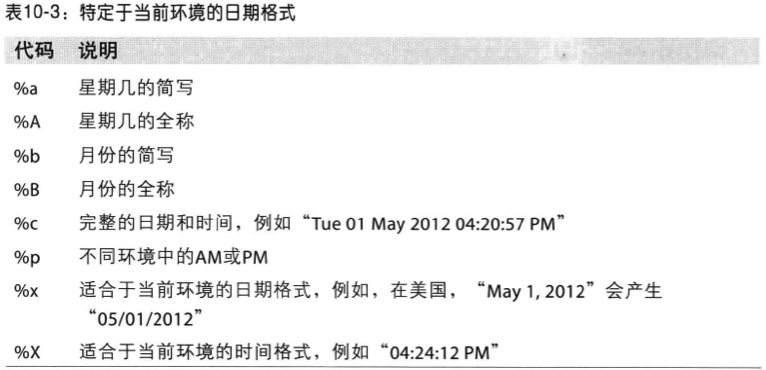 表10-3：特定于当前环境的日期格式
代码 说明
%a 星期几的简写
%A 星期几的全称
%b 月份的简写
%B 月份的全称
%c 完整的日期和时间，例如“Tue 01 May 2012 04:20:57 PM”
%p 不同环境中的AM或PM
%x 适合于当前环境的日期格式，例如，在美国，“May 1, 2012”会产生
“05/01/2012”
%X 适合于当前环境的时间格式，例如“04:24:12 PM”